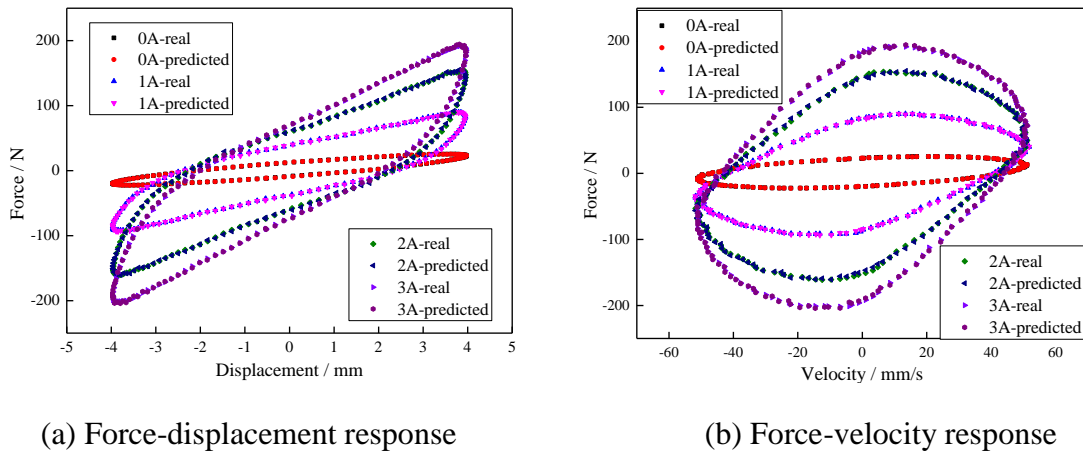 0A-real
0A-predicted
1A-real
1A-predicted
200
100
0
-100
-200
Force / N
2A-real
2A-predicted
3A-real
3A-predicted
-5 -4 -3 -2 -1 0 1 2 3 4 5
Displacement / mm
(a) Force-displacement response
0A-real
0A-predicted
1A-real
1A-predicted
200
100
0
-100
-200
Force / N
2A-real
2A-predicted
3A-real
3A-predicted
-60 -40 -20 0 20 40 60
Velocity / mm/s
(b) Force-velocity response